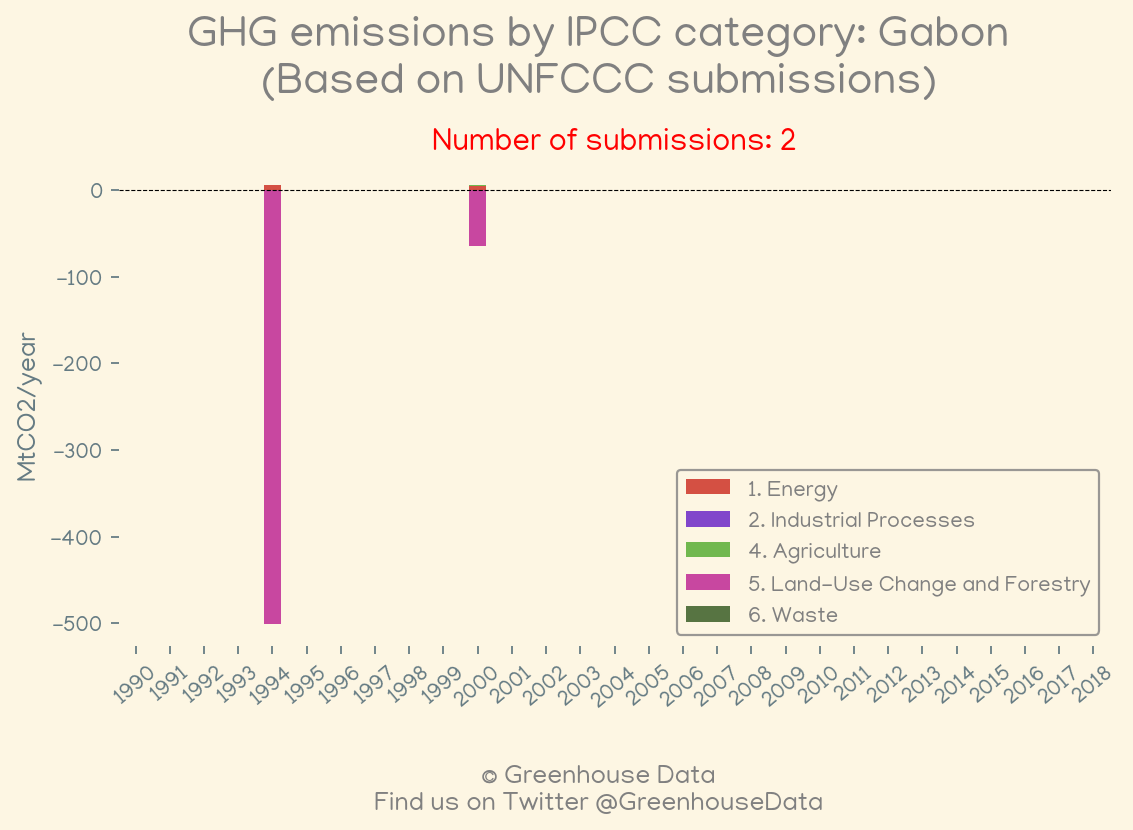 GHG emissions by IPCC category: Gabon
(Based on UNFCCC submissions)
Number of submissions: 2
MtCO2/year
0
-100
-200
-300
-400
-500
1. Energy
2. Industrial Processes
4. Agriculture
5. Land-Use Change and Forestry
6. Waste
1990 1991 1992 1993 1994 1995 1996 1997 1998 1999 2000 2001 2002 2003 2004 2005 2006 2007 2008 2009 2010 2011 2012 2013 2014 2015 2016 2017 2018
© Greenhouse Data
Find us on Twitter @GreenhouseData